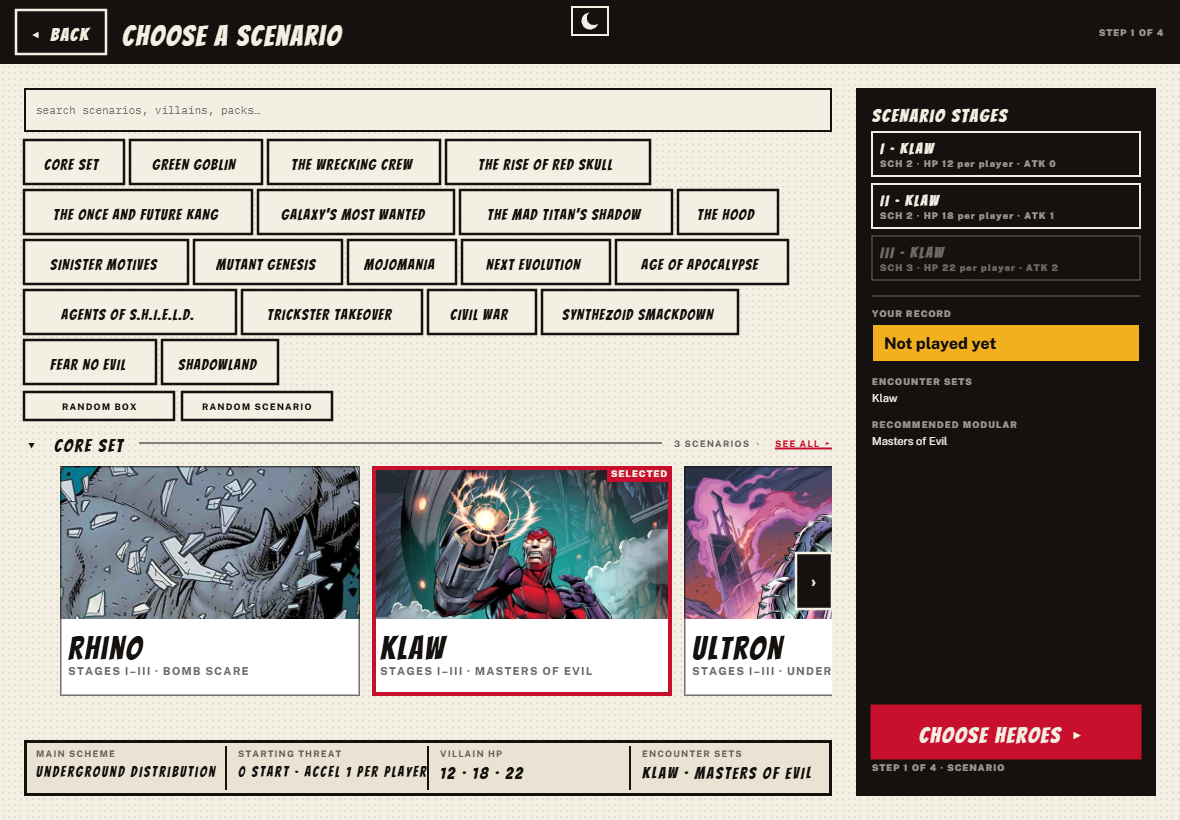 ◂ BACK
CHOOSE A SCENARIO
STEP 1 OF 4
search scenarios, villains, packs…
CORE SET
GREEN GOBLIN
THE WRECKING CREW
THE RISE OF RED SKULL
THE ONCE AND FUTURE KANG
GALAXY'S MOST WANTED
THE MAD TITAN'S SHADOW
THE HOOD
SINISTER MOTIVES
MUTANT GENESIS
MOJOMANIA
NEXT EVOLUTION
AGE OF APOCALYPSE
AGENTS OF S.H.I.E.L.D.
TRICKSTER TAKEOVER
CIVIL WAR
SYNTHEZOID SMACKDOWN
FEAR NO EVIL
SHADOWLAND
RANDOM BOX
RANDOM SCENARIO
▾ CORE SET
3 SCENARIOS ·
SEE ALL ▸
SELECTED
RHINO
STAGES I–III · BOMB SCARE
KLAW
STAGES I–III · MASTERS OF EVIL
ULTRON
STAGES I–III · UNDER
›
MAIN SCHEME
UNDERGROUND DISTRIBUTION
STARTING THREAT
0 START · ACCEL 1 PER PLAYER
VILLAIN HP
12 · 18 · 22
ENCOUNTER SETS
KLAW · MASTERS OF EVIL
SCENARIO STAGES
I · KLAW
SCH 2 · HP 12 per player · ATK 0
II · KLAW
SCH 2 · HP 18 per player · ATK 1
III · KLAW
SCH 3 · HP 22 per player · ATK 2
YOUR RECORD
Not played yet
ENCOUNTER SETS
Klaw
RECOMMENDED MODULAR
Masters of Evil
CHOOSE HEROES ▸
STEP 1 OF 4 · SCENARIO